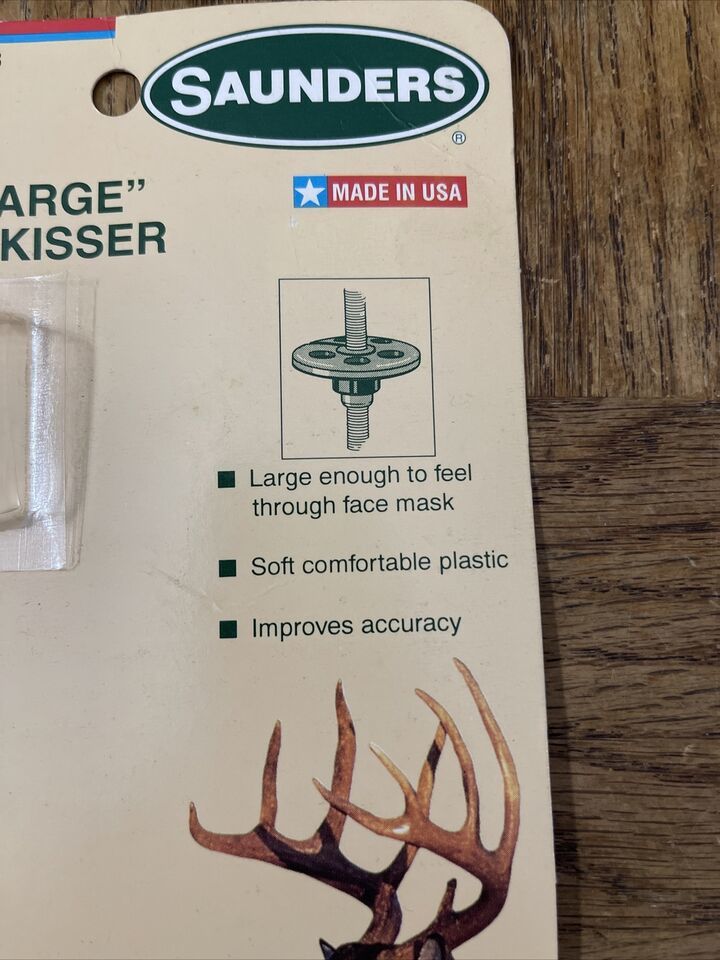 SAUNDERS
®
MADE IN USA
ARGE”
KISSER
Large enough to feel
through face mask
Soft comfortable plastic
Improves accuracy